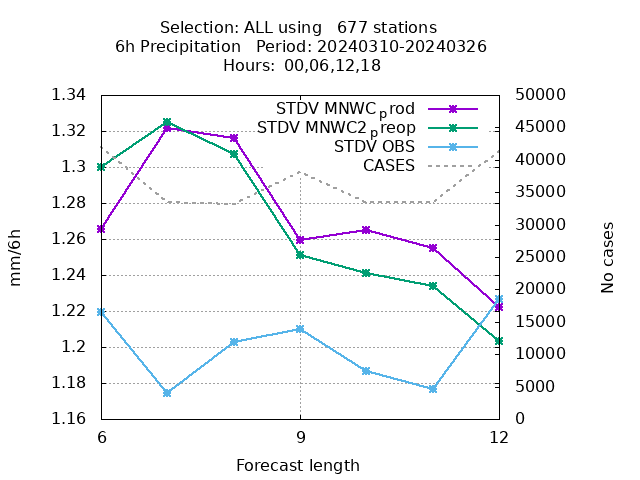 Selection: ALL using   677 stations
6h Precipitation   Period: 20240310-20240326
Hours:  00,06,12,18
STDV MNWC_prod
STDV MNWC2_preop
STDV OBS
CASES
1.34
1.32
1.3
1.28
1.26
1.24
1.22
1.2
1.18
1.16
50000
45000
40000
35000
30000
25000
20000
15000
10000
5000
0
mm/6h
No cases
6 9 12
Forecast length